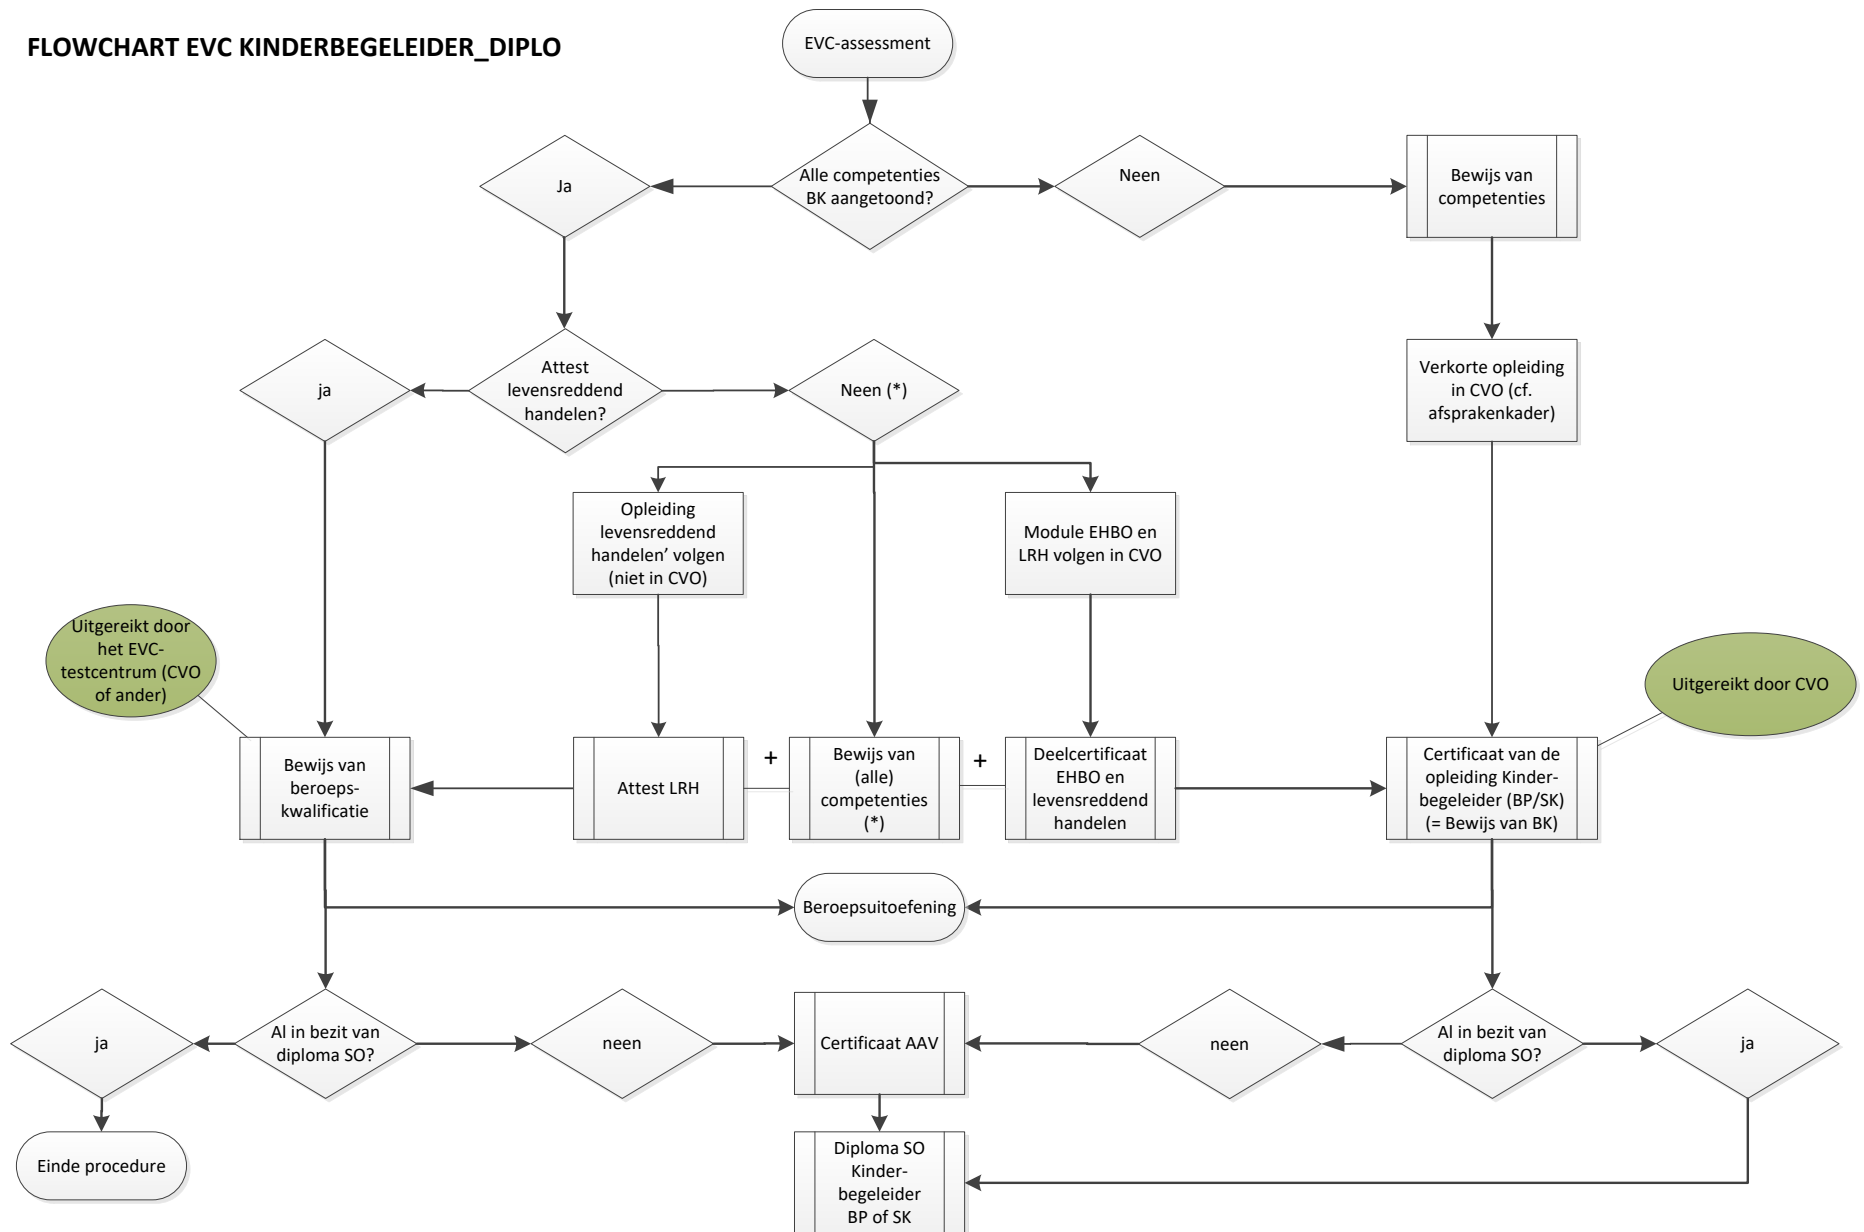 FLOWCHART EVC KINDERBEGELEIDER_DIPLO
EVC-assessment
Ja
Alle competenties
BK aangetoond?
Neen
Bewijs van
competenties
ja
Attest
levensreddend
handelen?
Neen (*)
Verkorte opleiding
in CVO (cf.
afsprakenkader)
Opleiding
levensreddend
handelen’ volgen
(niet in CVO)
Module EHBO en
LRH volgen in CVO
Uitgereikt door
het EVC-
testcentrum (CVO
of ander)
Uitgereikt door CVO
Bewijs van
beroeps-
kwalificatie
Attest LRH
+
Bewijs van
(alle)
competenties
(*)
+
Deelcertificaat
EHBO en
levensreddend
handelen
Certificaat van de
opleiding Kinder-
begeleider (BP/SK)
(= Bewijs van BK)
Beroepsuitoefening
ja
Al in bezit van
diploma SO?
neen
Certificaat AAV
neen
Al in bezit van
diploma SO?
ja
Einde procedure
Diploma SO
Kinder-
begeleider
BP of SK